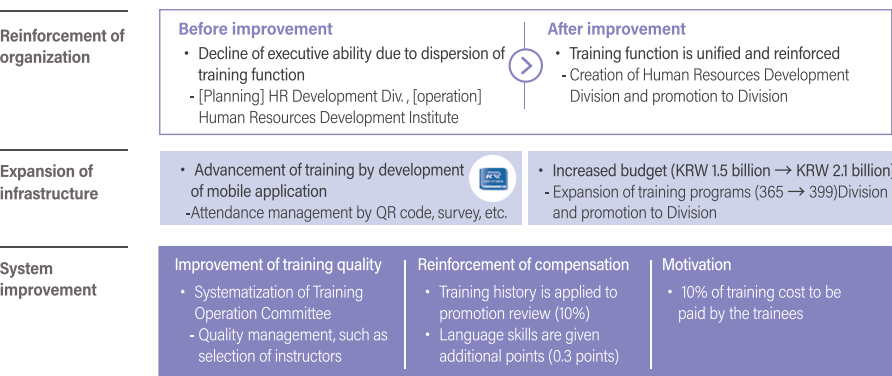 Reinforcement of
organization
Before improvement
• Decline of executive ability due to dispersion of
training function
- [Planning] HR Development Div. , [operation]
Human Resources Development Institute
After improvement
• Training function is unified and reinforced
- Creation of Human Resources Development
Division and promotion to Division
Expansion of
infrastructure
• Advancement of training by development
of mobile application
-Attendance management by QR code, survey, etc.
KR
• Increased budget (KRW 1.5 billion → KRW 2.1 billion)
- Expansion of training programs (365 → 399)Division
and promotion to Division
System
improvement
Improvement of training quality
• Systematization of Training
Operation Committee
- Quality management, such as
selection of instructors
Reinforcement of compensation
• Training history is applied to
promotion review (10%)
• Language skills are given
additional points (0.3 points)
Motivation
• 10% of training cost to be
paid by the trainees